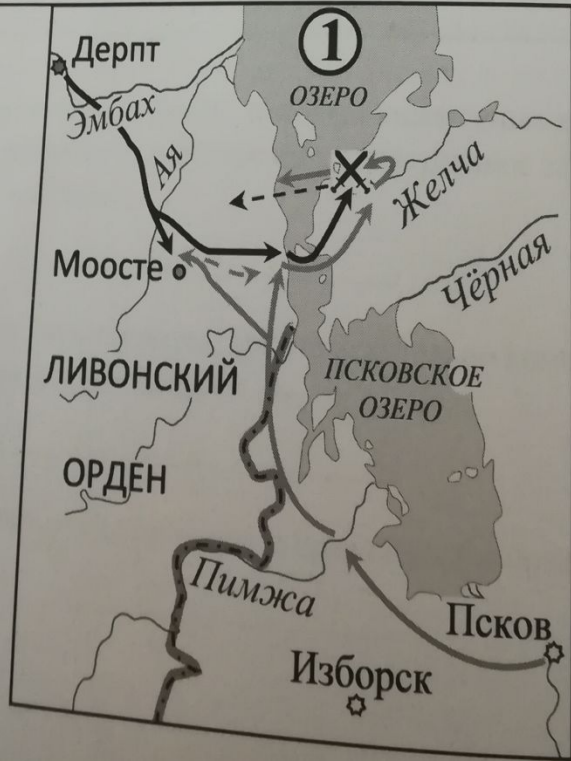 Дерпт
1
ОЗЕРО
Эмбах
Ая
Желча
Моосте
Чёрная
ЛИВОНСКИЙ
ОРДЕН
ПСКОВСКОЕ
ОЗЕРО
Пимжа
Псков
Изборск